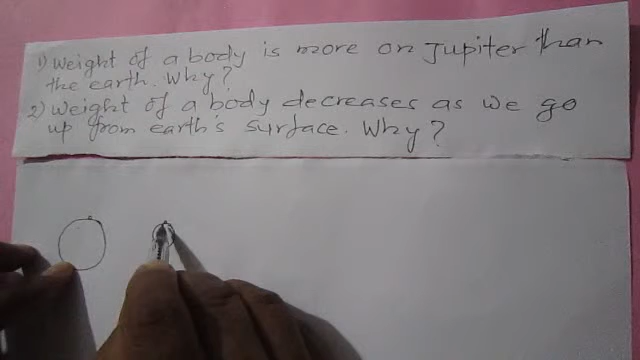 1) Weight of a body is more on Jupiter than
the earth. Why?
2) Weight of a body decreases as we go
up from earth's surface. Why?